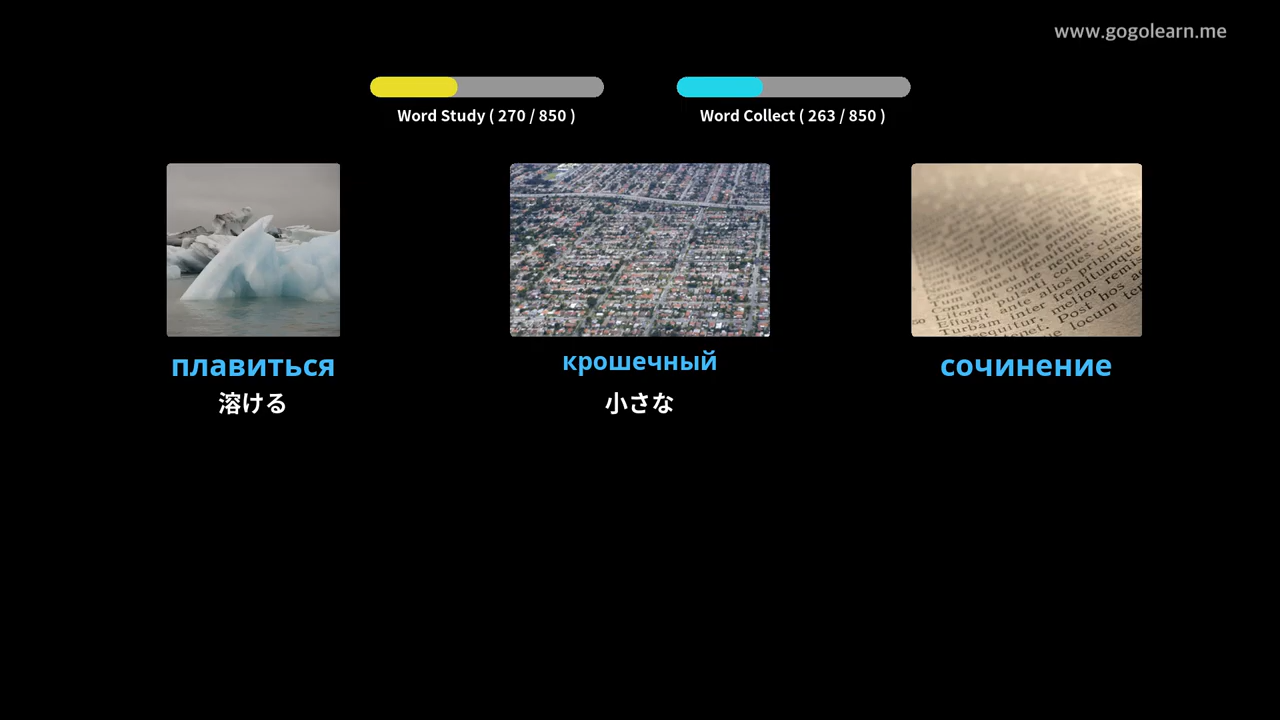 www.gogolearn.me
Word Study ( 270 / 850 )
Word Collect ( 263 / 850 )
плавиться
крошечный
сочинение
溶ける
小さな